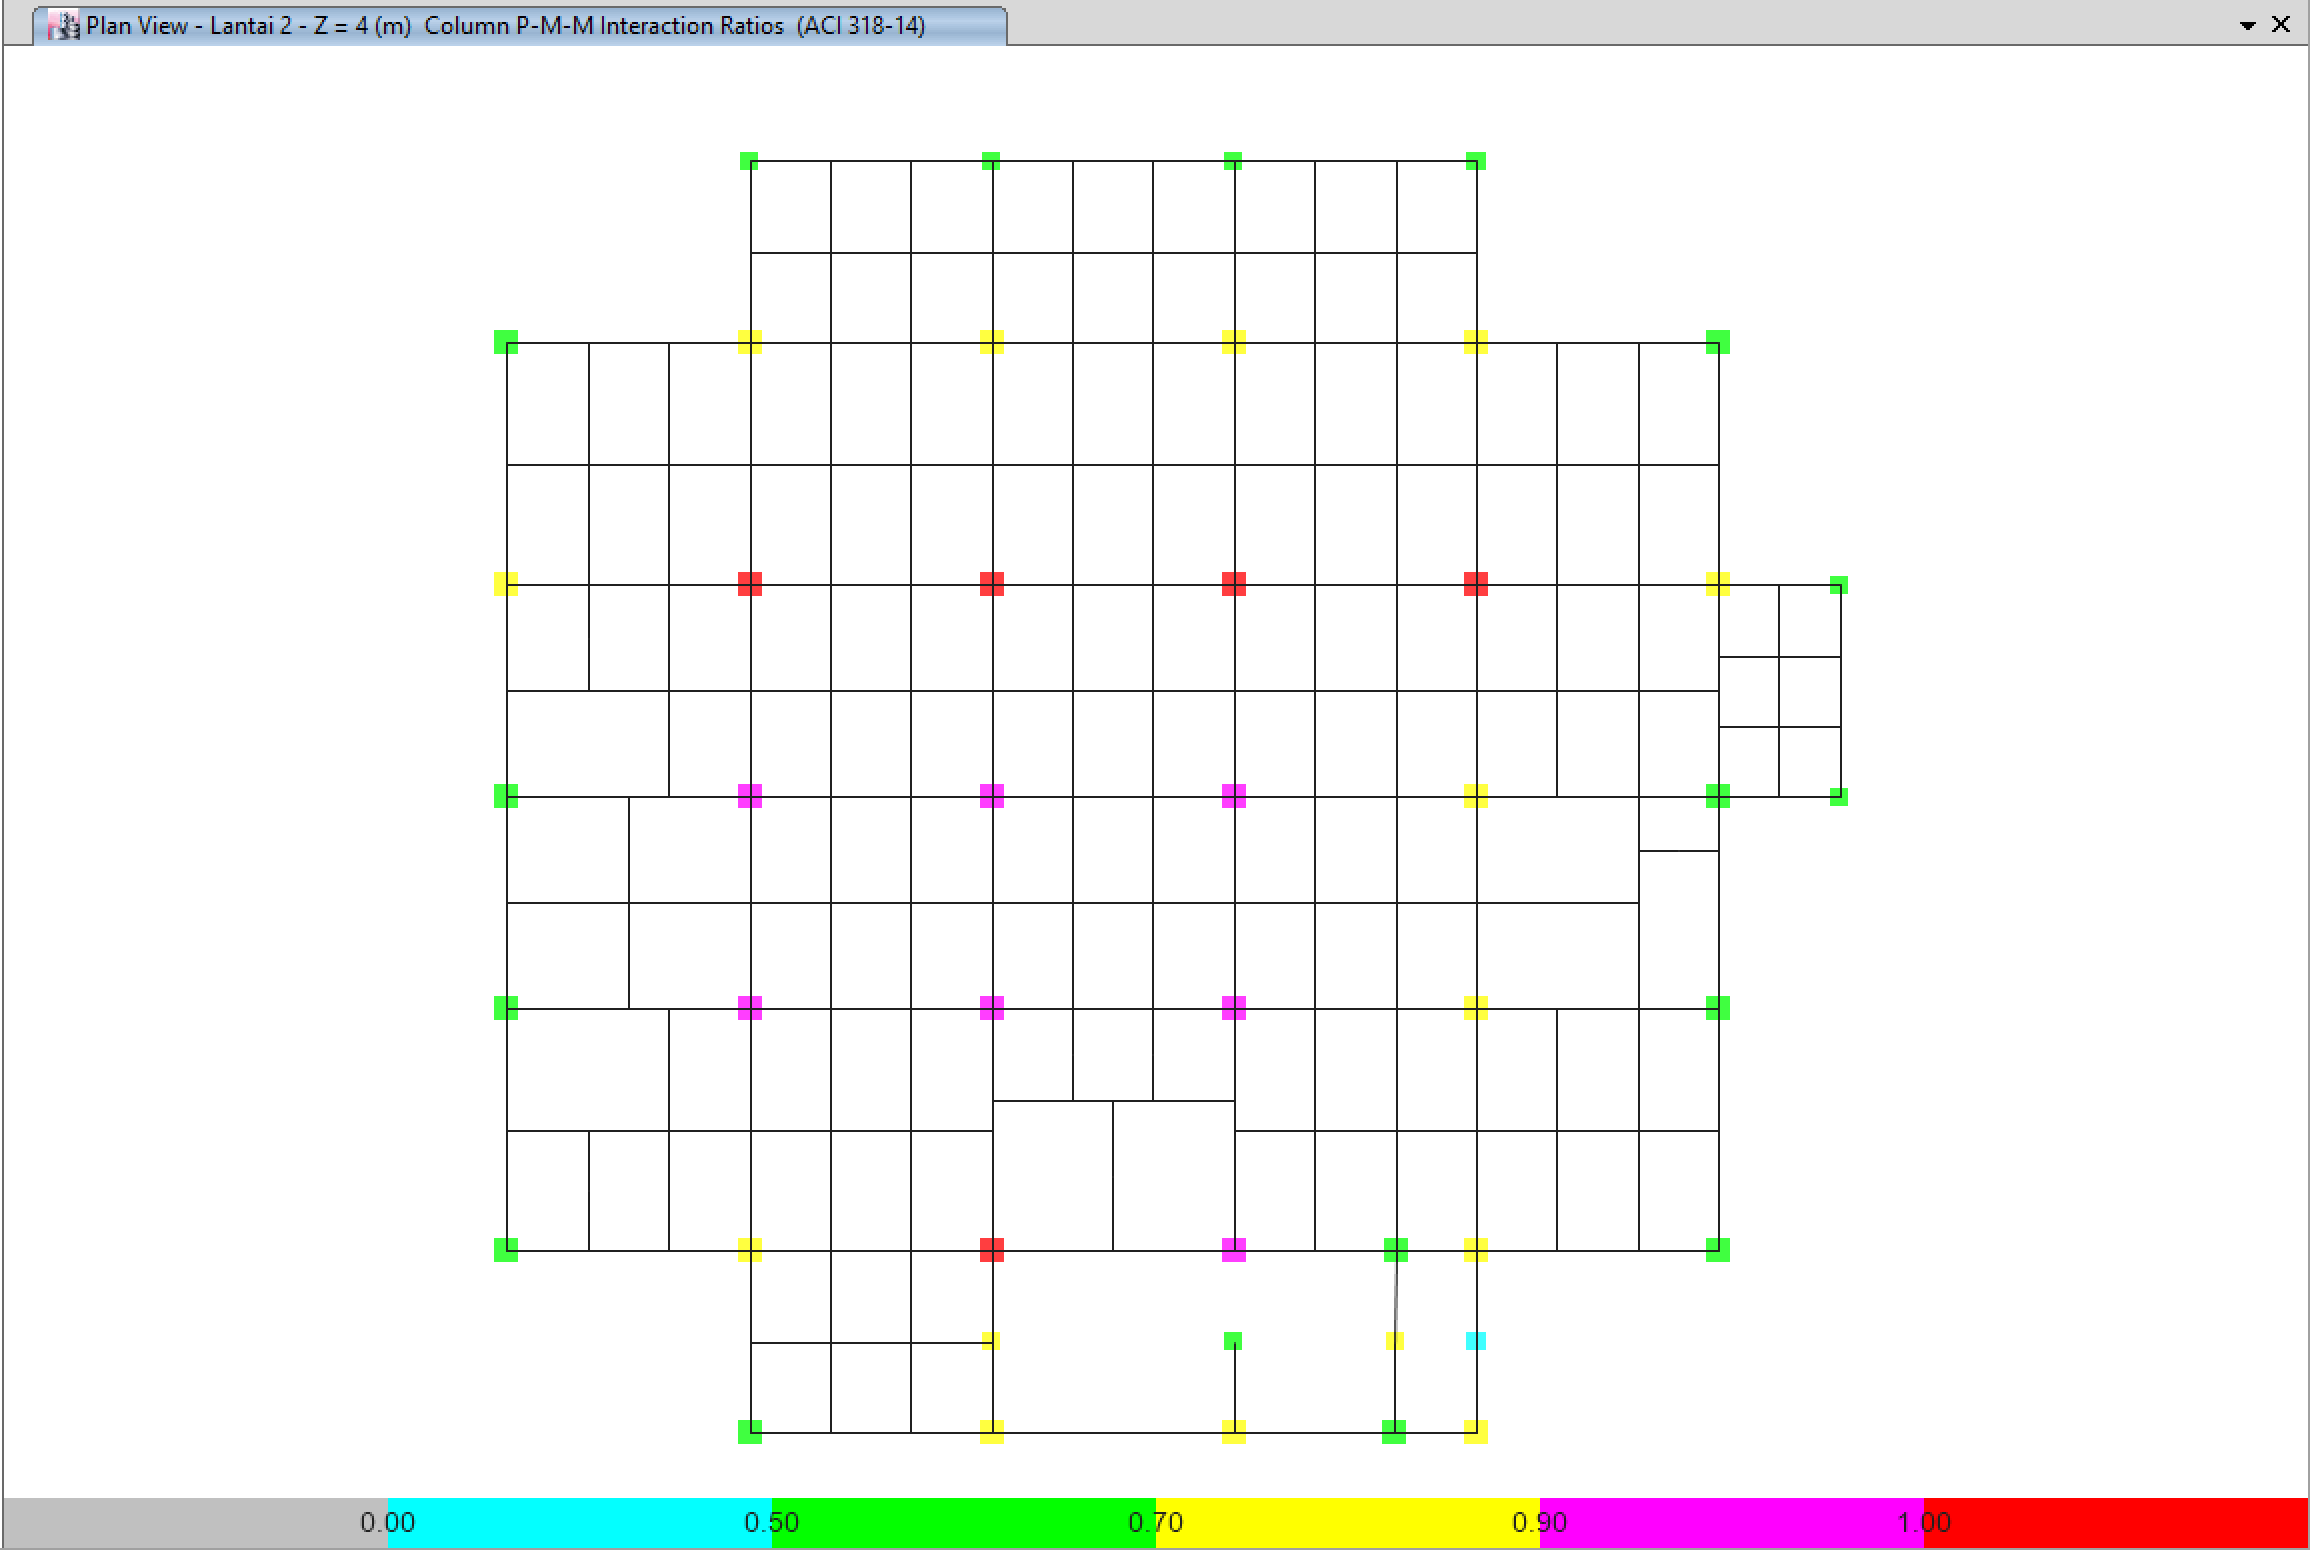 Plan View - Lantai 2 - Z = 4 (m)  Column P-M-M Interaction Ratios  (ACI 318-14)
0.00 0.50 0.70 0.90 1.00